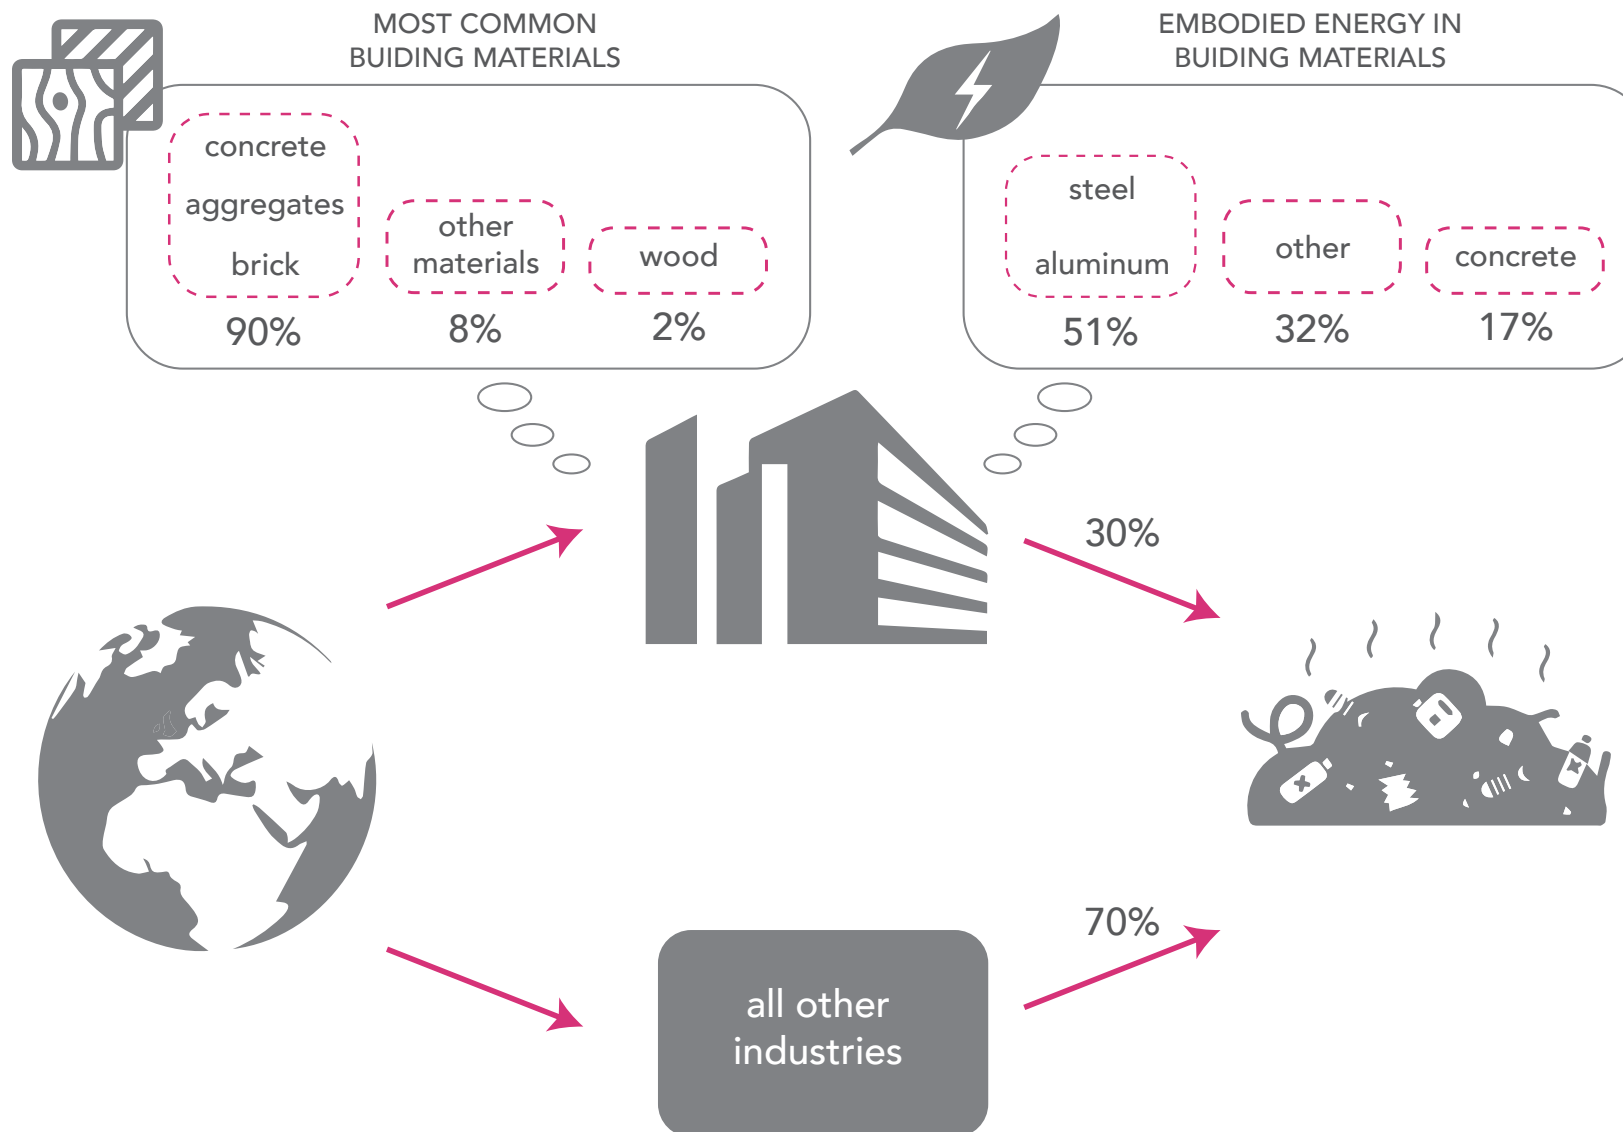 MOST COMMON
BUIDING MATERIALS
concrete
aggregates
brick
90%
other
materials
8%
wood
2%
EMBODIED ENERGY IN
BUIDING MATERIALS
steel
aluminum
51%
other
32%
concrete
17%
30%
70%
all other
industries